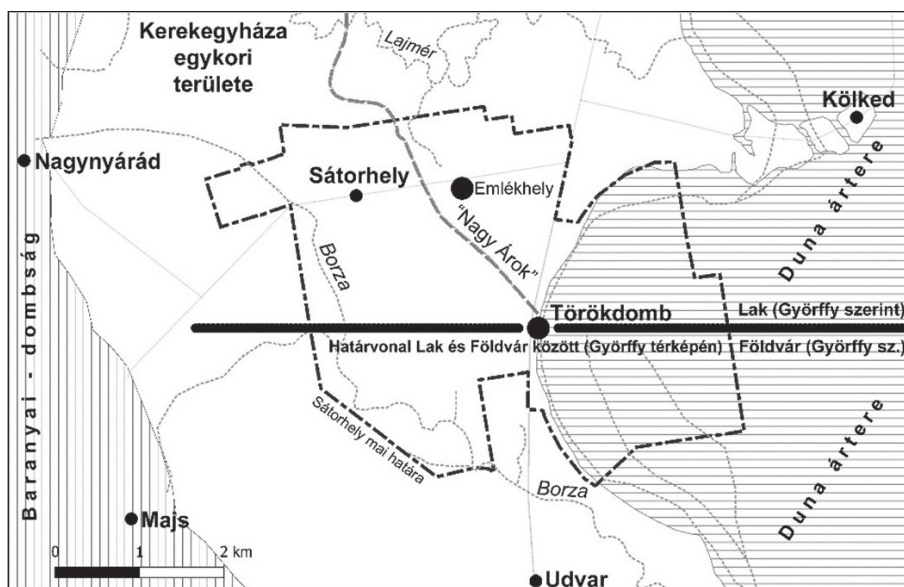 Kerekegyháza
egykori
területe
Lajmér
Kölked
Nagynyárád
Sátorhely
Emlékhely
"Nagy Árok"
Borza
Duna ártere
Baranyai - dombság
Törökdomb
Lak (Györffy szerint)
Határvonal Lak és Földvár között (Györffy térképén)
Földvár (Györffy sz.)
Sátorhely mai határa
Duna ártere
Borza
Majs
0 1 2 km
Udvar